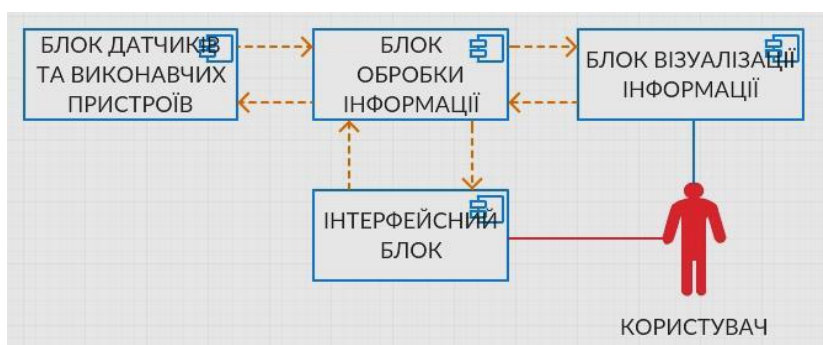 БЛОК ДАТЧИКІВ
ТА ВИКОНАВЧИХ
ПРИСТРОЇВ
БЛОК
ОБРОБКИ
ІНФОРМАЦІЇ
БЛОК ВІЗУАЛІЗАЦІЇ
ІНФОРМАЦІЇ
ІНТЕРФЕЙСНИЙ
БЛОК
КОРИСТУВАЧ